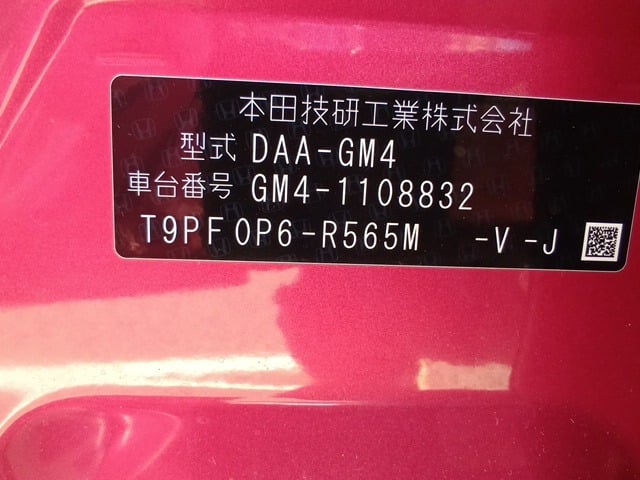 本田技研工業株式会社
型式 DAA-GM4
車台番号 GM4-1108832
T9PF0P6-R565M -V -J